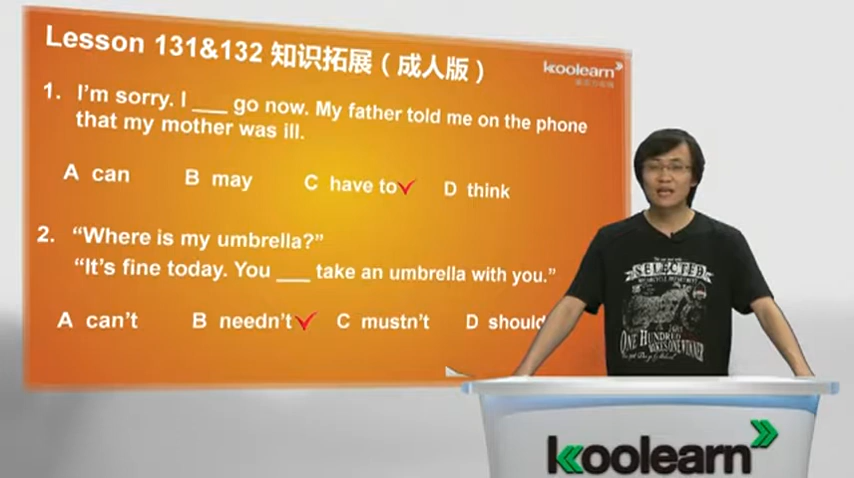 Lesson 131&132 知识拓展（成人版）
koolearn
1. I'm sorry. I ___ go now. My father told me on the phone
that my mother was ill.
A can B may C have to D think
2. "Where is my umbrella?"
"It's fine today. You ___ take an umbrella with you."
A can't B needn't C mustn't D should
SELECTED
ONE HUNDRED
koolearn